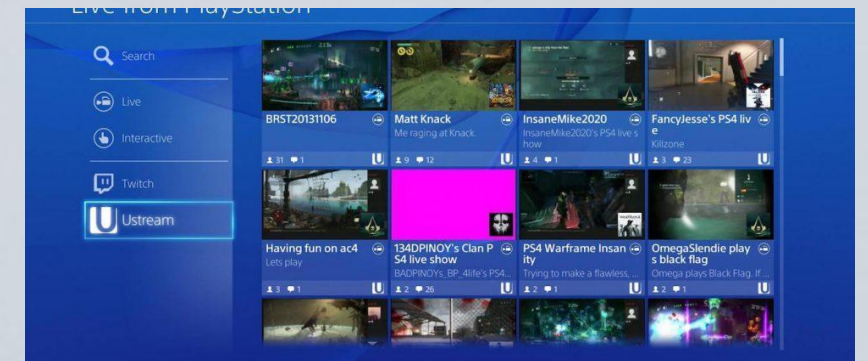 Live from PlayStation
Search
Live
Interactive
Twitch
Ustream
BRST20131106
31 1
Matt Knack
Me raging at Knack.
9 12
InsaneMike2020
InsaneMike2020's PS4 live s
how
4 1
FancyJesse's PS4 liv
e
Killzone
3 23
Having fun on ac4
Lets play
3 1
134DPINOY's Clan P
S4 live show
BADPINOYs_BP_4life's PS4...
2 26
PS4 Warframe Insan
ity
Trying to make a flawless, ...
2 1
OmegaSlendie play
s black flag
Omega plays Black Flag. If ...
2 1